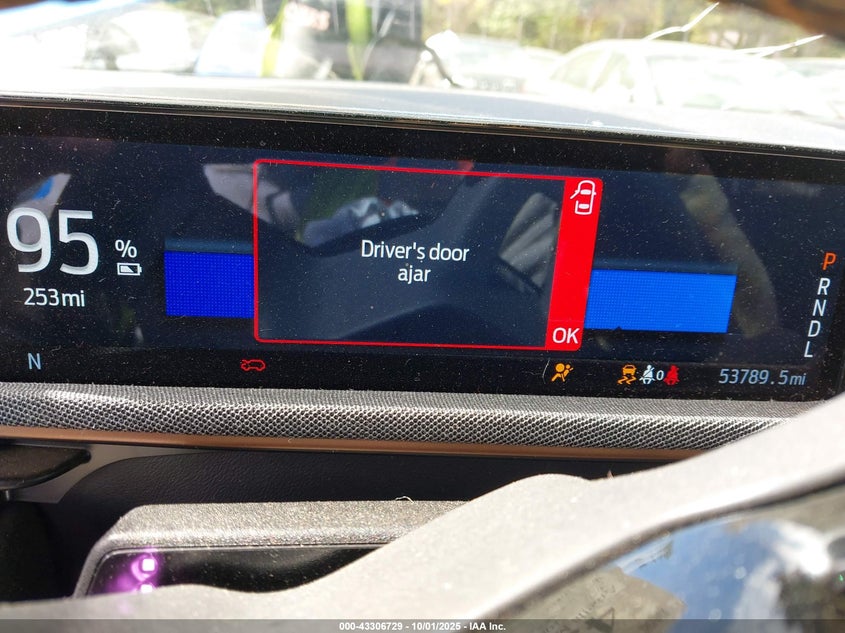 95 %
253mi
Driver's door
ajar
OK
P
R
N
D
L
N
0
53789.5mi
000-43306729 - 10/01/2025 - IAA Inc.